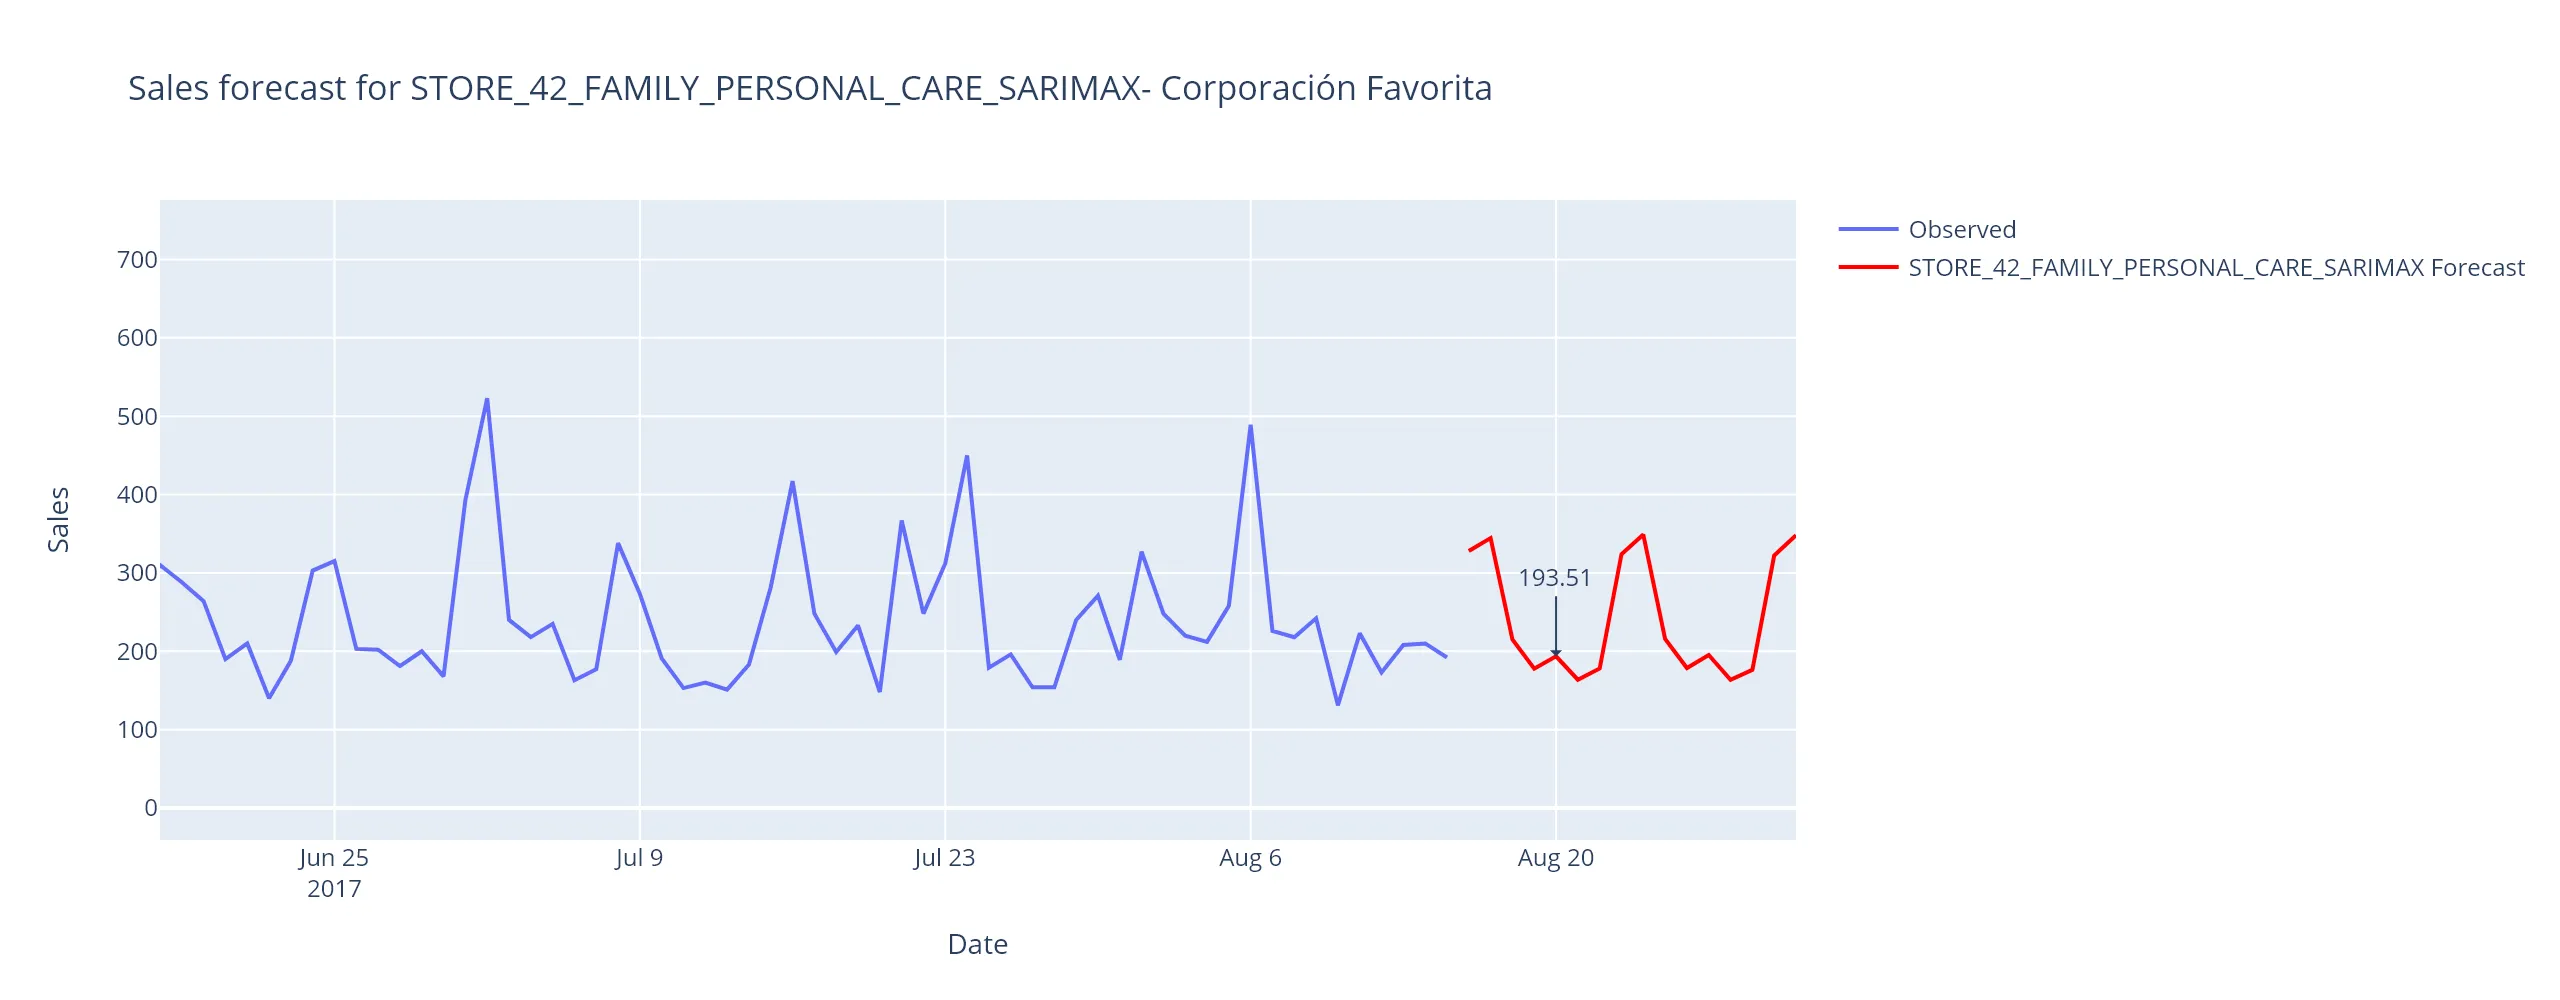 Sales forecast for STORE_42_FAMILY_PERSONAL_CARE_SARIMAX- Corporación Favorita
Observed
STORE_42_FAMILY_PERSONAL_CARE_SARIMAX Forecast
700
600
500
400
300
200
100
0
Sales
193.51
Jun 25
2017
Jul 9
Jul 23
Aug 6
Aug 20
Date